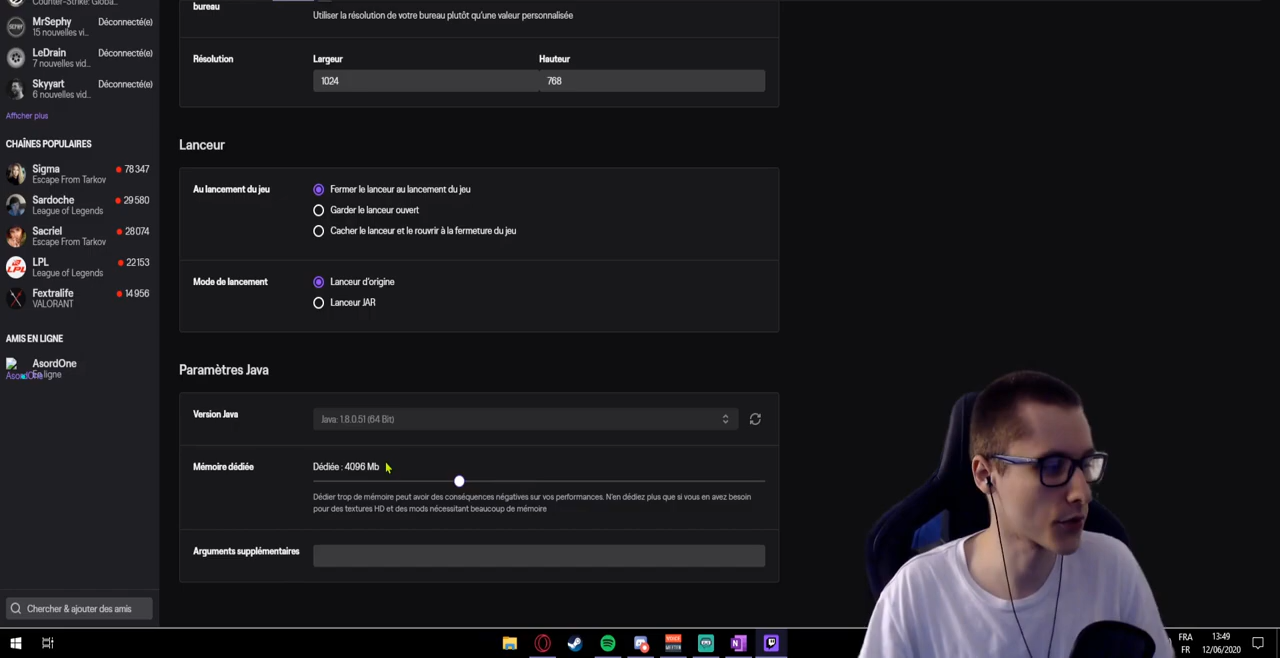 Counter-Strike: Globa...
bureau
Utiliser la résolution de votre bureau plutôt qu'une valeur personnalisée
MrSephy
Déconnecté(e)
15 nouvelles vi...
LeDrain
Déconnecté(e)
7 nouvelles vid...
Skyyart
Déconnecté(e)
6 nouvelles vid...
Afficher plus
CHAÎNES POPULAIRES
Sigma
78 347
Escape From Tarkov
Sardoche
29 580
League of Legends
Sacriel
28 074
Escape From Tarkov
LPL
22 153
League of Legends
Fextralife
14 956
VALORANT
AMIS EN LIGNE
AsordOne
En ligne
Chercher & ajouter des amis
Résolution
Largeur
Hauteur
1024
768
Lanceur
Au lancement du jeu
Fermer le lanceur au lancement du jeu
Garder le lanceur ouvert
Cacher le lanceur et le rouvrir à la fermeture du jeu
Mode de lancement
Lanceur d'origine
Lanceur JAR
Paramètres Java
Version Java
Java: 1.8.0.51 (64 Bit)
Mémoire dédiée
Dédiée : 4096 Mb
Dédier trop de mémoire peut avoir des conséquences négatives sur vos performances. N'en dédiez plus que si vous en avez besoin
pour des textures HD et des mods nécessitant beaucoup de mémoire
Arguments supplémentaires
FRA
FR
13:49
12/06/2020